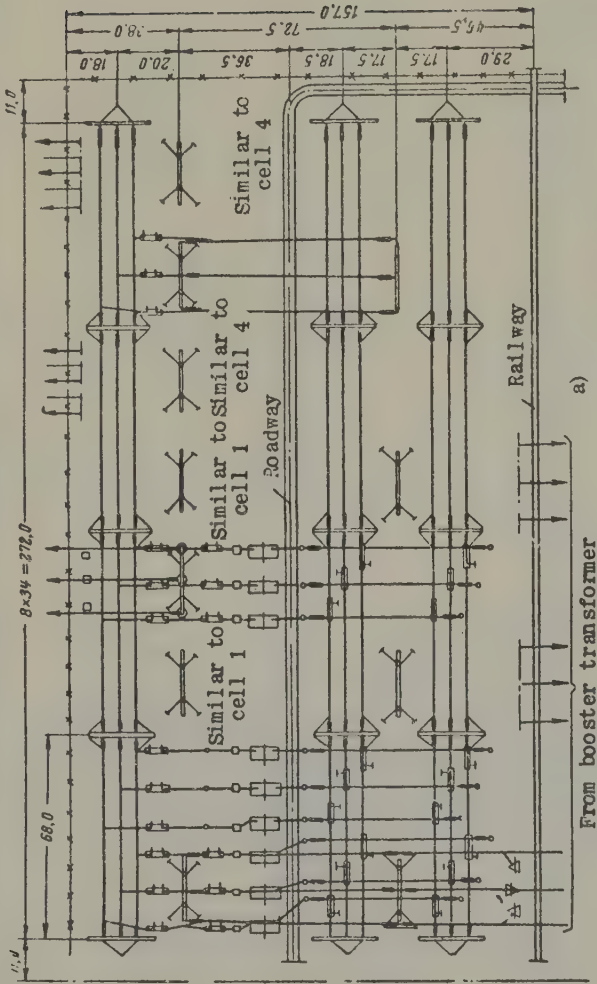 157.0
38.0
72.5
46.5
18.0
20.0
36.5
18.5
17.5
17.5
29.0
11,0
8×34=272,0
68,0
Similar to
cell 1
Similar to
cell 1
Similar to
cell 4
Similar to
cell 4
Roadway
Railway
From booster transformer
a)